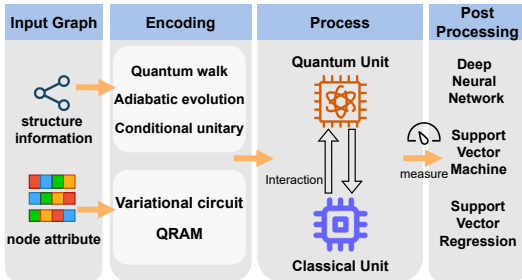 Input Graph
structure
information
node attribute
Encoding
Quantum walk
Adiabatic evolution
Conditional unitary
Variational circuit
QRAM
Process
Quantum Unit
Interaction
Classical Unit
measure
Post
Processing
Deep
Neural
Network
Support
Vector
Machine
Support
Vector
Regression